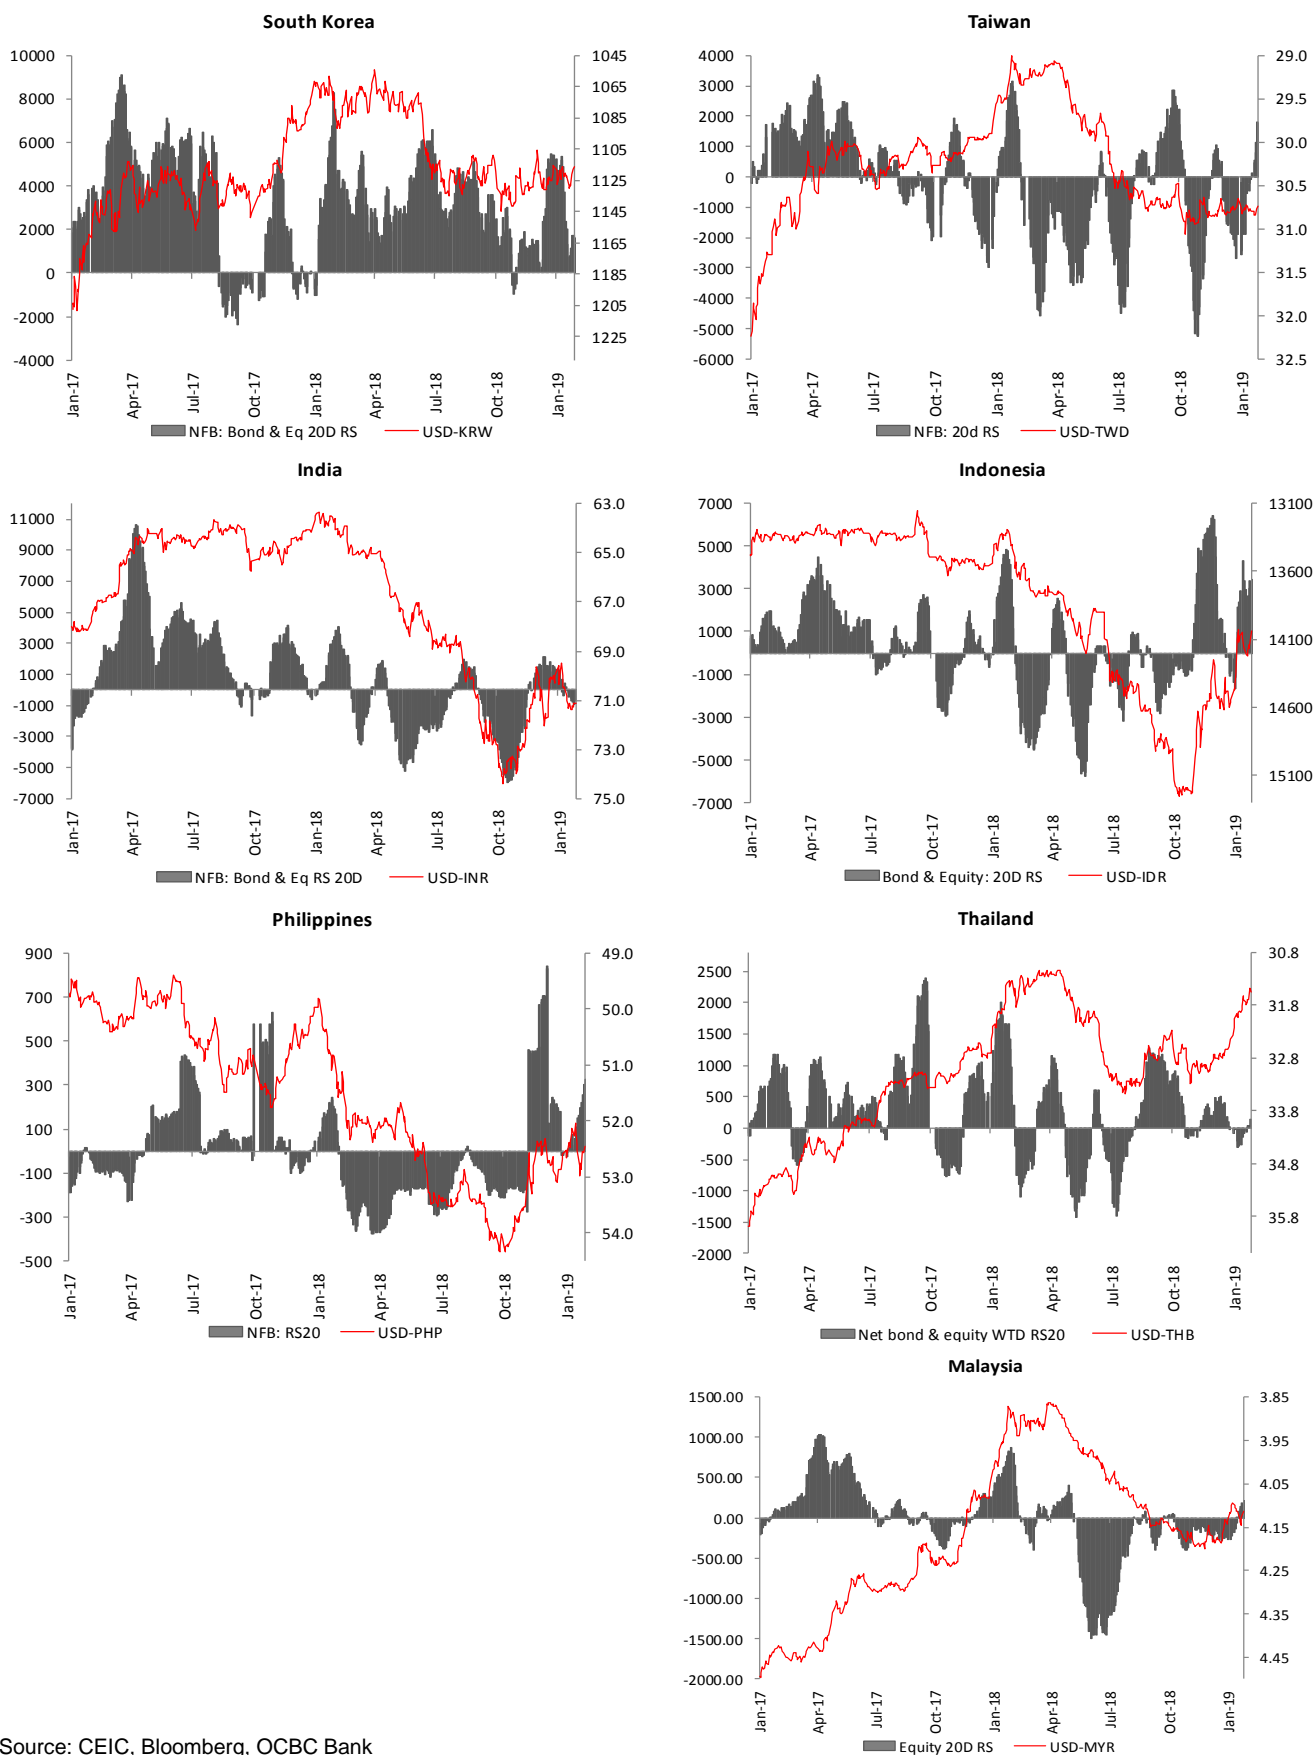 South Korea
10000
8000
6000
4000
2000
0
-2000
-4000
1045
1065
1085
1105
1125
1145
1165
1185
1205
1225
Jan-17
Apr-17
Jul-17
Oct-17
Jan-18
Apr-18
Jul-18
Oct-18
Jan-19
NFB: Bond & Eq 20D RS USD-KRW
Taiwan
4000
3000
2000
1000
0
-1000
-2000
-3000
-4000
-5000
-6000
29.0
29.5
30.0
30.5
31.0
31.5
32.0
32.5
Jan-17
Apr-17
Jul-17
Oct-17
Jan-18
Apr-18
Jul-18
Oct-18
Jan-19
NFB: 20d RS USD-TWD
India
11000
9000
7000
5000
3000
1000
-1000
-3000
-5000
-7000
63.0
65.0
67.0
69.0
71.0
73.0
75.0
Jan-17
Apr-17
Jul-17
Oct-17
Jan-18
Apr-18
Jul-18
Oct-18
Jan-19
NFB: Bond & Eq RS 20D USD-INR
Indonesia
7000
5000
3000
1000
-1000
-3000
-5000
-7000
13100
13600
14100
14600
15100
Jan-17
Apr-17
Jul-17
Oct-17
Jan-18
Apr-18
Jul-18
Oct-18
Jan-19
Bond & Equity: 20D RS USD-IDR
Philippines
900
700
500
300
100
-100
-300
-500
49.0
50.0
51.0
52.0
53.0
54.0
Jan-17
Apr-17
Jul-17
Oct-17
Jan-18
Apr-18
Jul-18
Oct-18
Jan-19
NFB: RS20 USD-PHP
Thailand
2500
2000
1500
1000
500
0
-500
-1000
-1500
-2000
30.8
31.8
32.8
33.8
34.8
35.8
Jan-17
Apr-17
Jul-17
Oct-17
Jan-18
Apr-18
Jul-18
Oct-18
Jan-19
Net bond & equity WTD RS20 USD-THB
Malaysia
1500.00
1000.00
500.00
0.00
-500.00
-1000.00
-1500.00
-2000.00
3.85
3.95
4.05
4.15
4.25
4.35
4.45
Jan-17
Apr-17
Jul-17
Oct-17
Jan-18
Apr-18
Jul-18
Oct-18
Jan-19
Equity 20D RS USD-MYR
Source: CEIC, Bloomberg, OCBC Bank